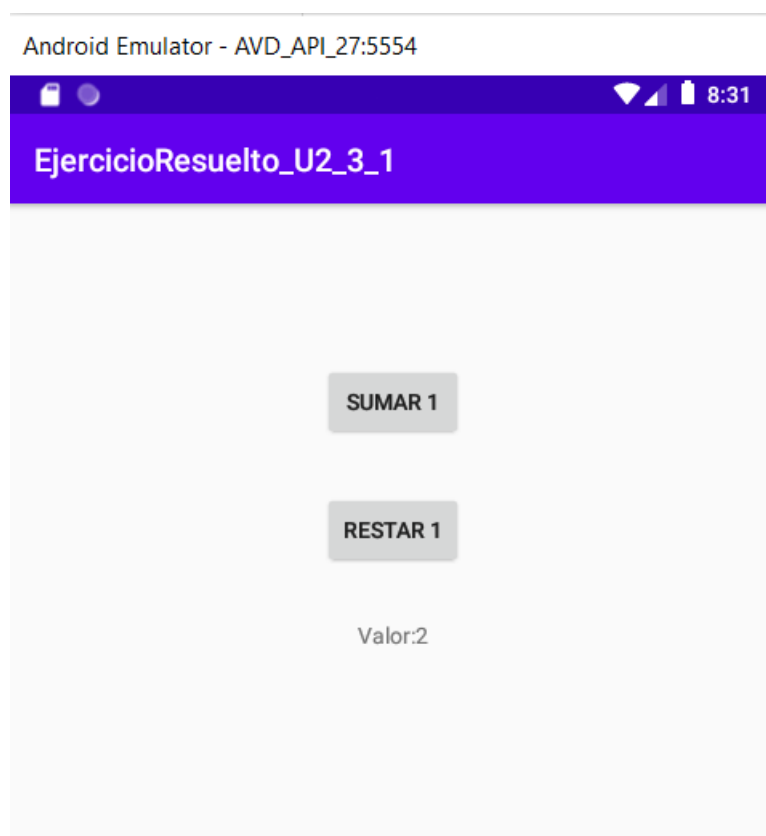 Android Emulator - AVD_API_27:5554
8:31
EjercicioResuelto_U2_3_1
SUMAR 1
RESTAR 1
Valor:2